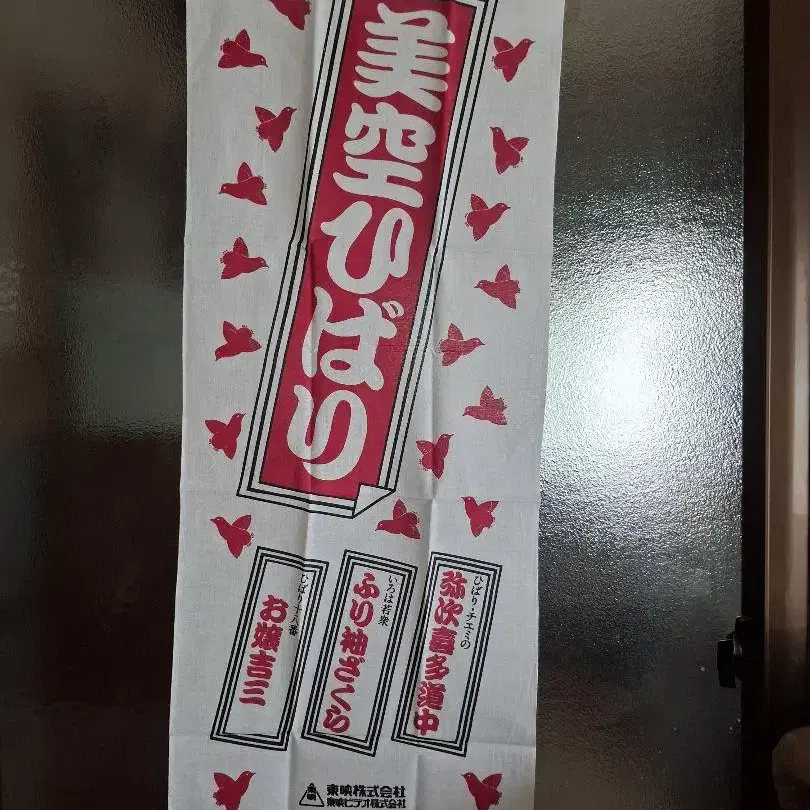 美空ひばり
ひばり・チエミの
弥次喜多道中
いろは若衆
ふり袖ざくら
ひばり十八番
お嬢吉三
東映
東映株式会社
東映ビデオ株式会社